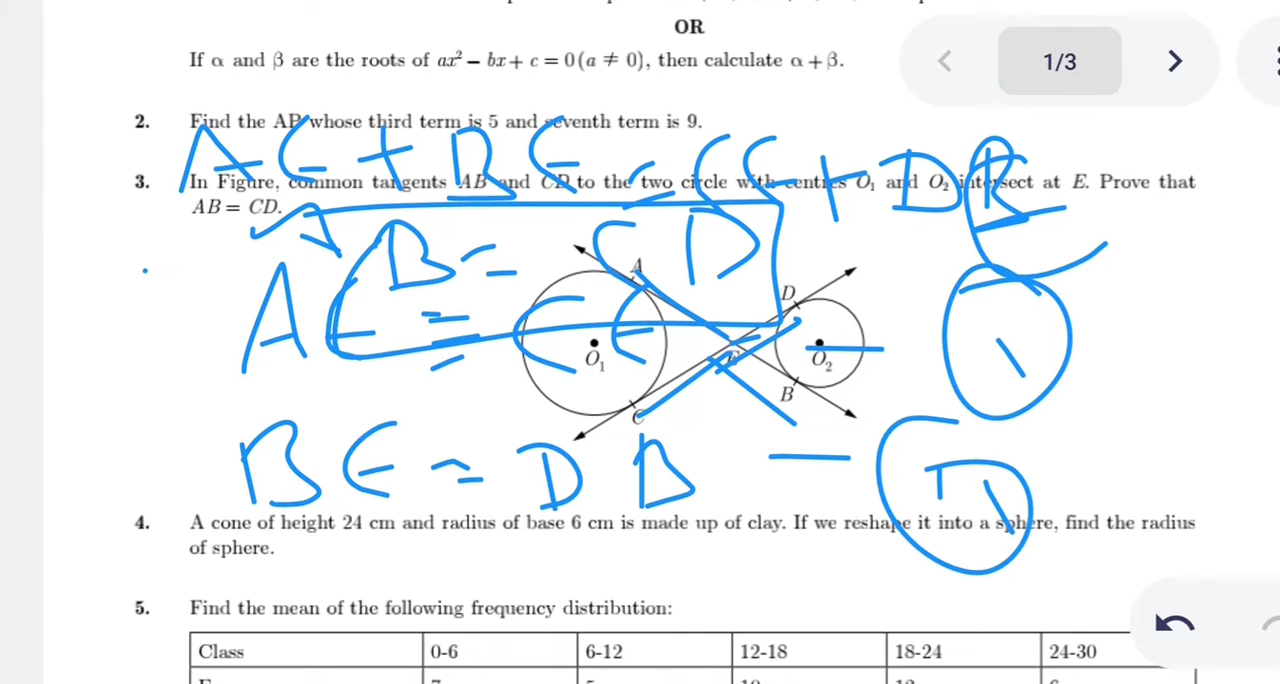 OR
If α and β are the roots of ax² – bx + c = 0 (a ≠ 0), then calculate α + β.
1/3
2. Find the AP whose third term is 5 and seventh term is 9.
AE + BE = CE + DE
3. In Figure, common tangents AB and CD to the two circle with centres O₁ and O₂ intersect at E. Prove that
AB = CD.
AB = CD
A
D
AE = CE — 1
O₁
E
O₂
B
C
BE = DB —
4. A cone of height 24 cm and radius of base 6 cm is made up of clay. If we reshape it into a sphere, find the radius
of sphere.
5. Find the mean of the following frequency distribution:
Class 0-6 6-12 12-18 18-24 24-30